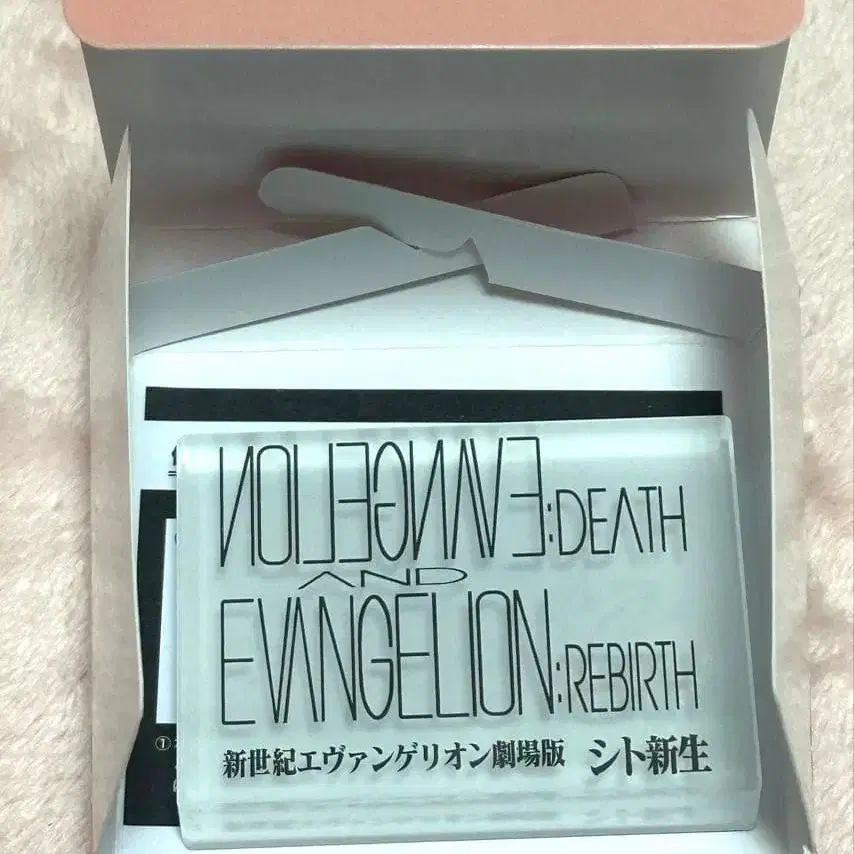 EVANGELION:DEATH
AND
EVANGELION:REBIRTH
新世紀エヴァンゲリオン劇場版 シト新生
①